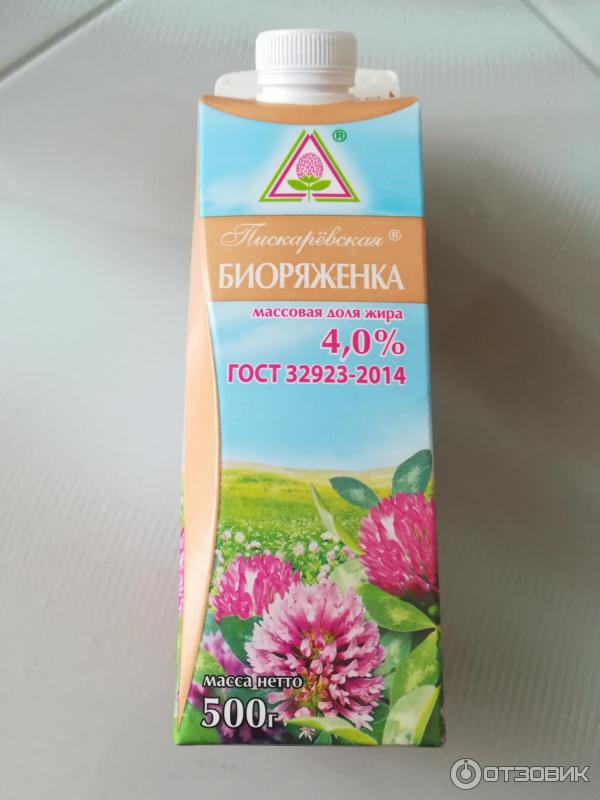 ®
Пискарёвская ®
БИОРЯЖЕНКА
массовая доля жира
4,0%
ГОСТ 32923-2014
масса нетто
500г
ОТЗОВИК